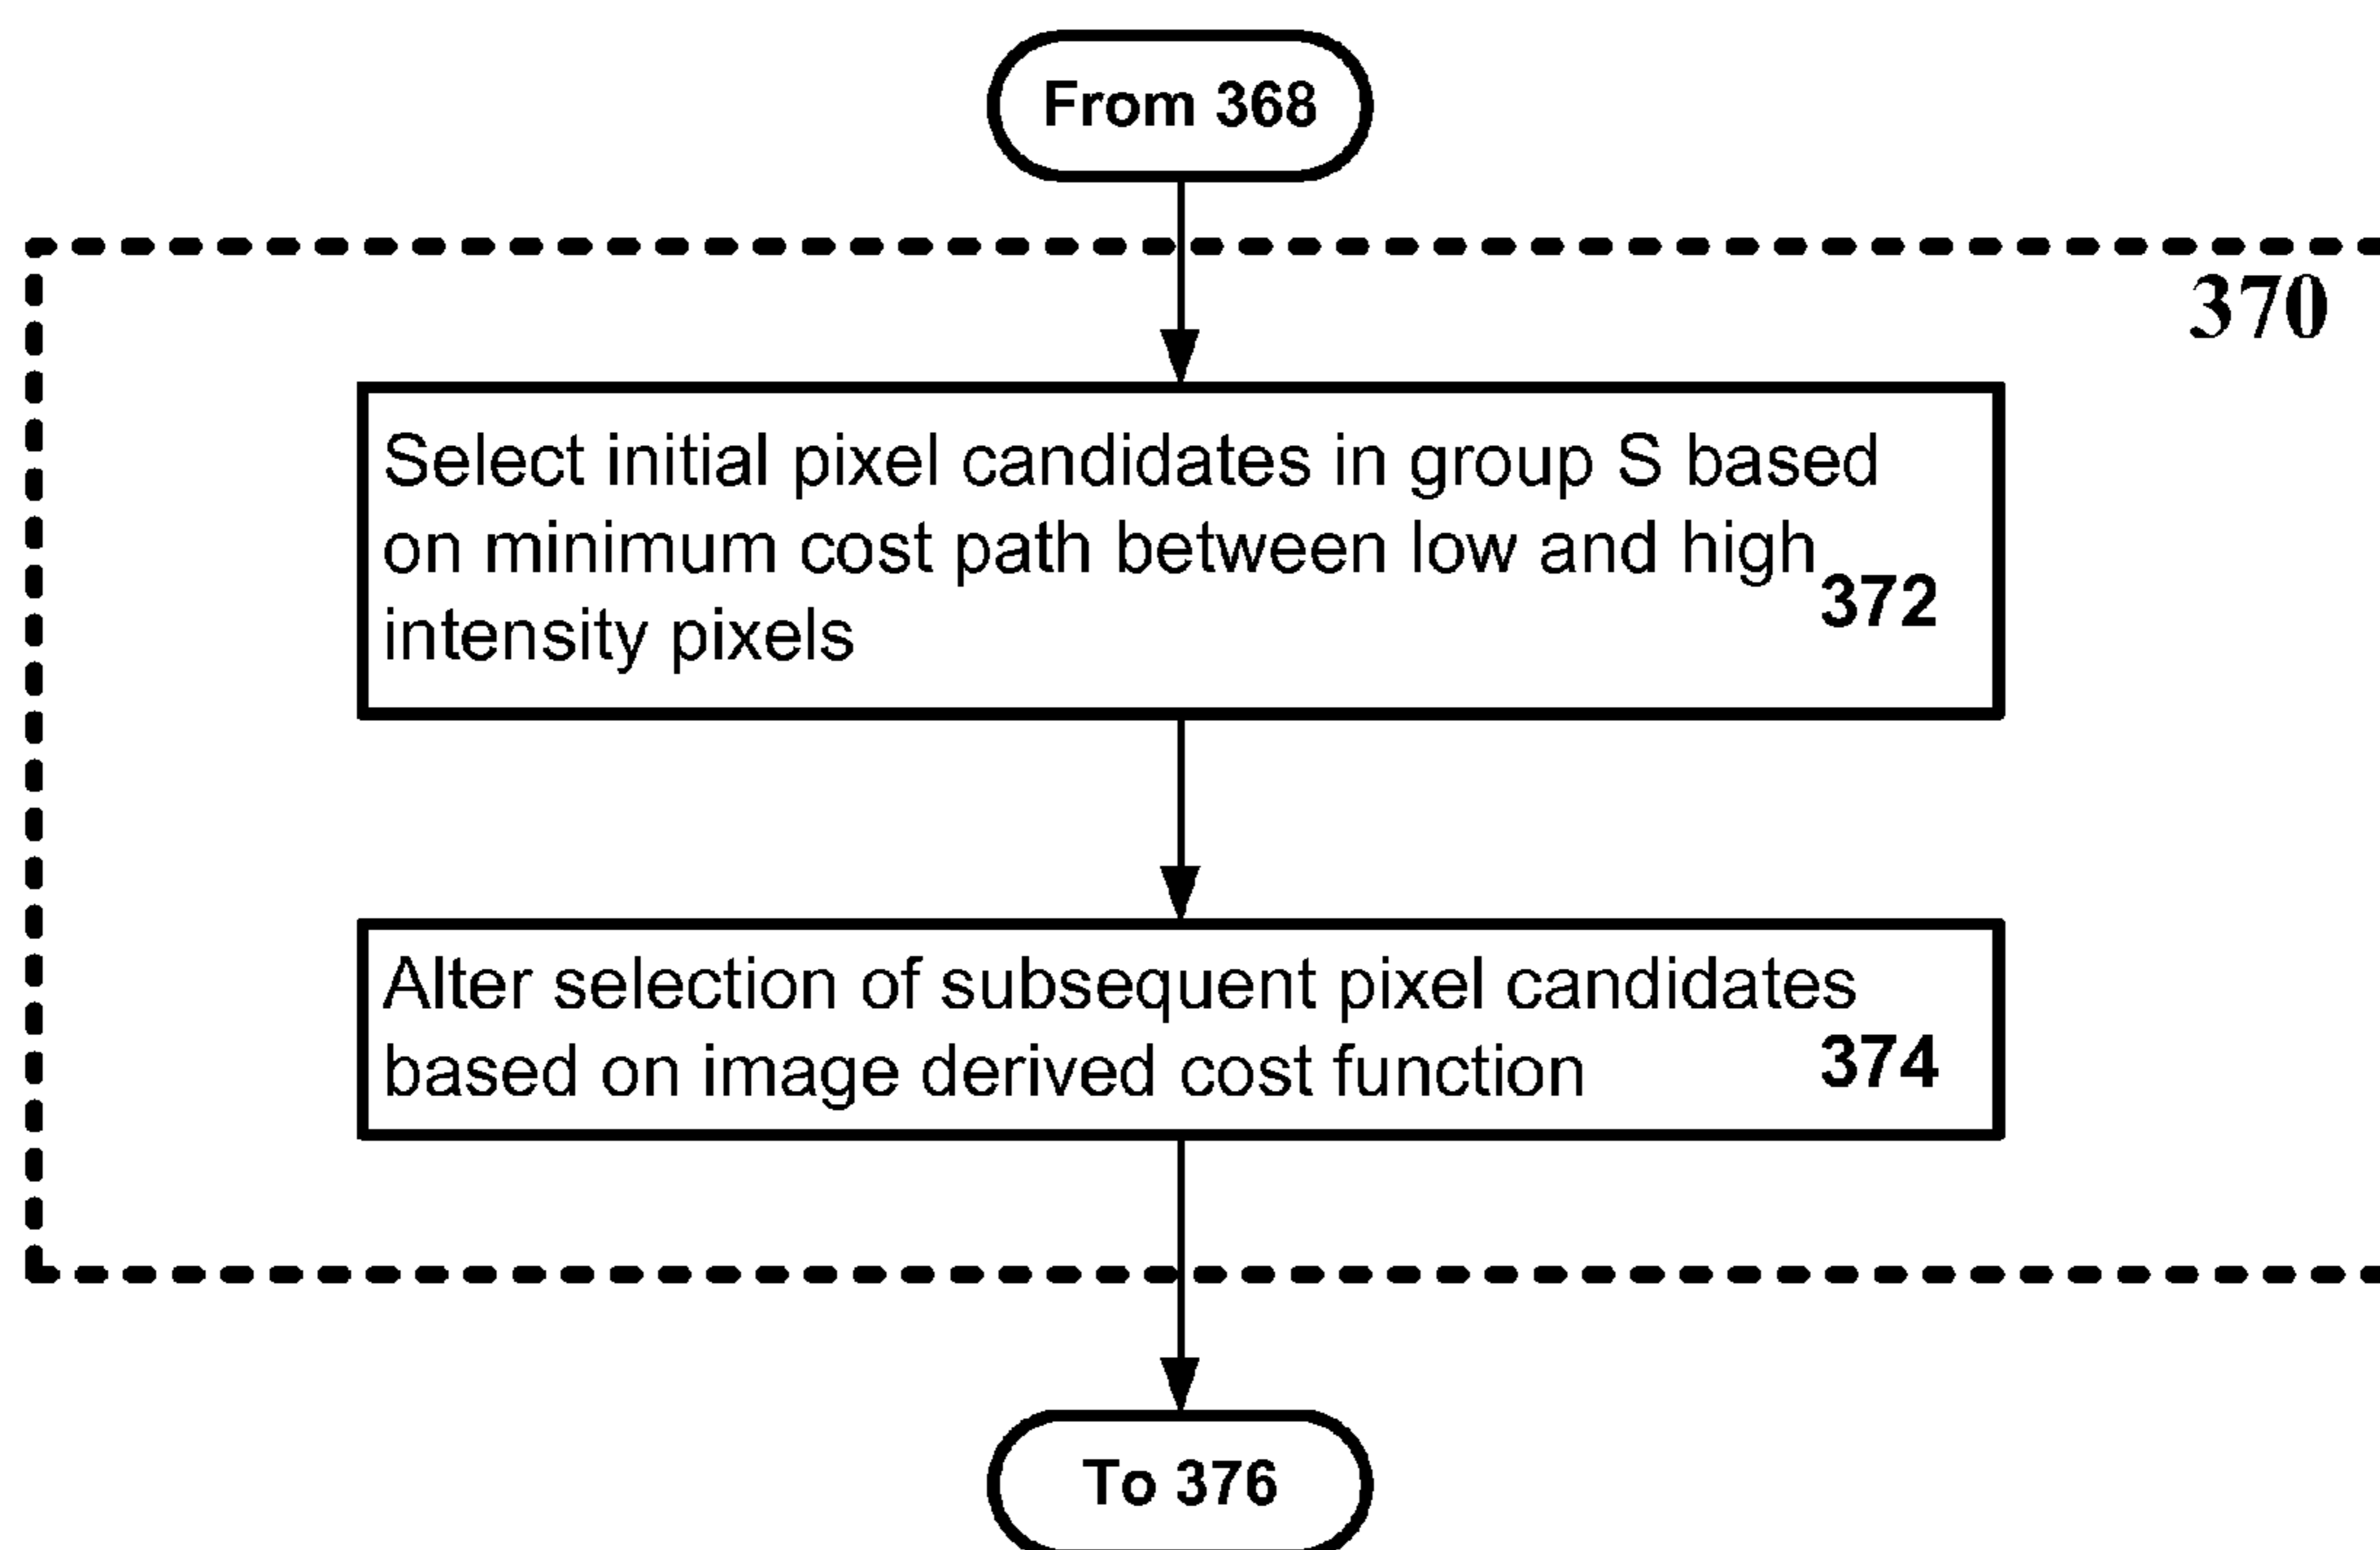 From 368
370
Select initial pixel candidates in group S based
on minimum cost path between low and high
372
intensity pixels
Alter selection of subsequent pixel candidates
based on image derived cost function 374
To 376